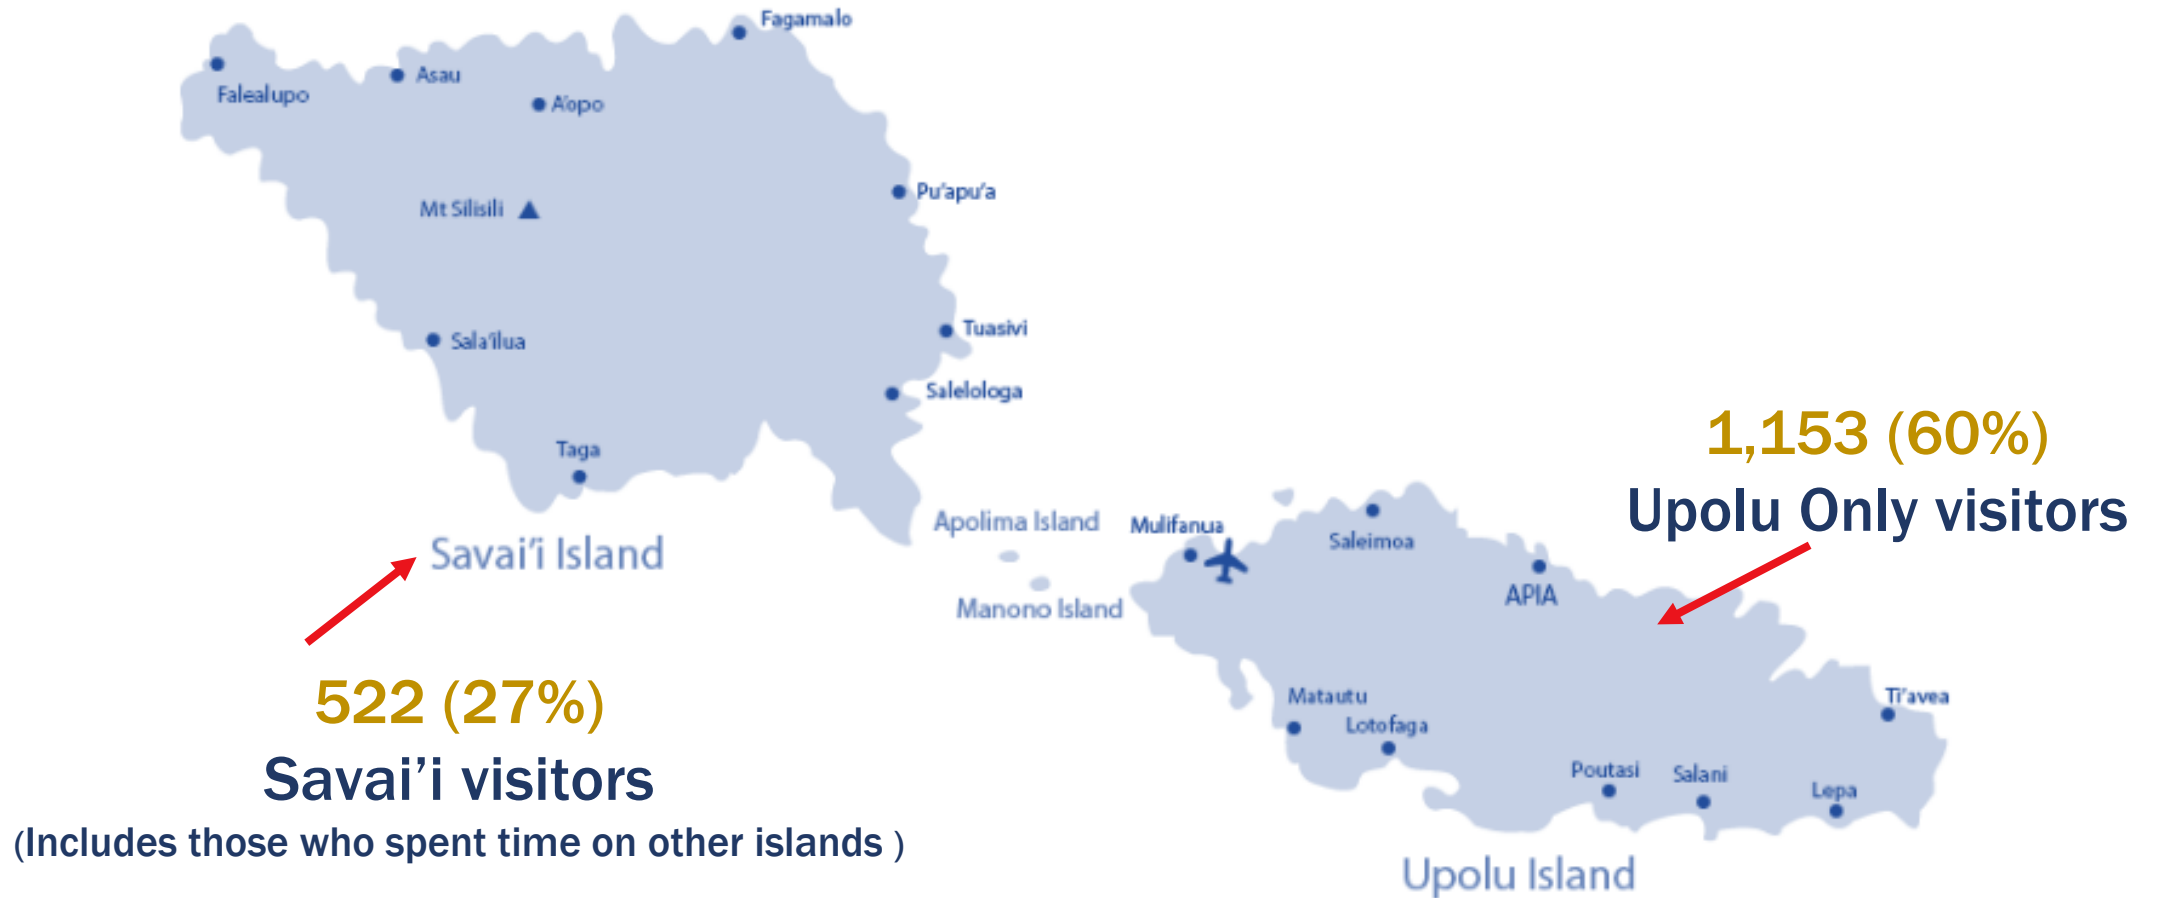 Fagamalo
Asau
Falealupo
A'opo
Pu'apu'a
Mt Silisili
Tuasivi
Sala'ilua
Salelologa
1,153 (60%)
Upolu Only visitors
Taga
Apolima Island
Mulifanua
Saleimoa
Savai'i Island
APIA
Manono Island
522 (27%)
Savai'i visitors
(Includes those who spent time on other islands )
Matautu
Lotofaga
Ti'avea
Poutasi
Salani
Lepa
Upolu Island